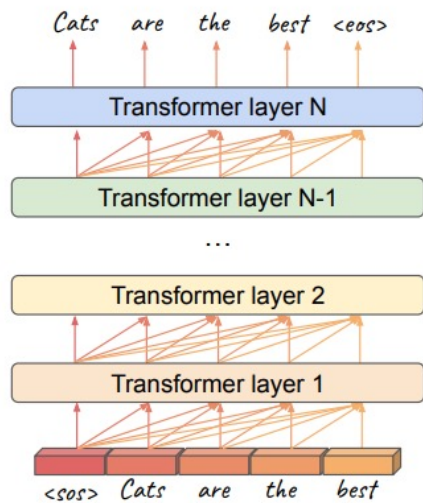 Cats are the best <eos>
Transformer layer N
Transformer layer N-1
...
Transformer layer 2
Transformer layer 1
<sos> Cats are the best